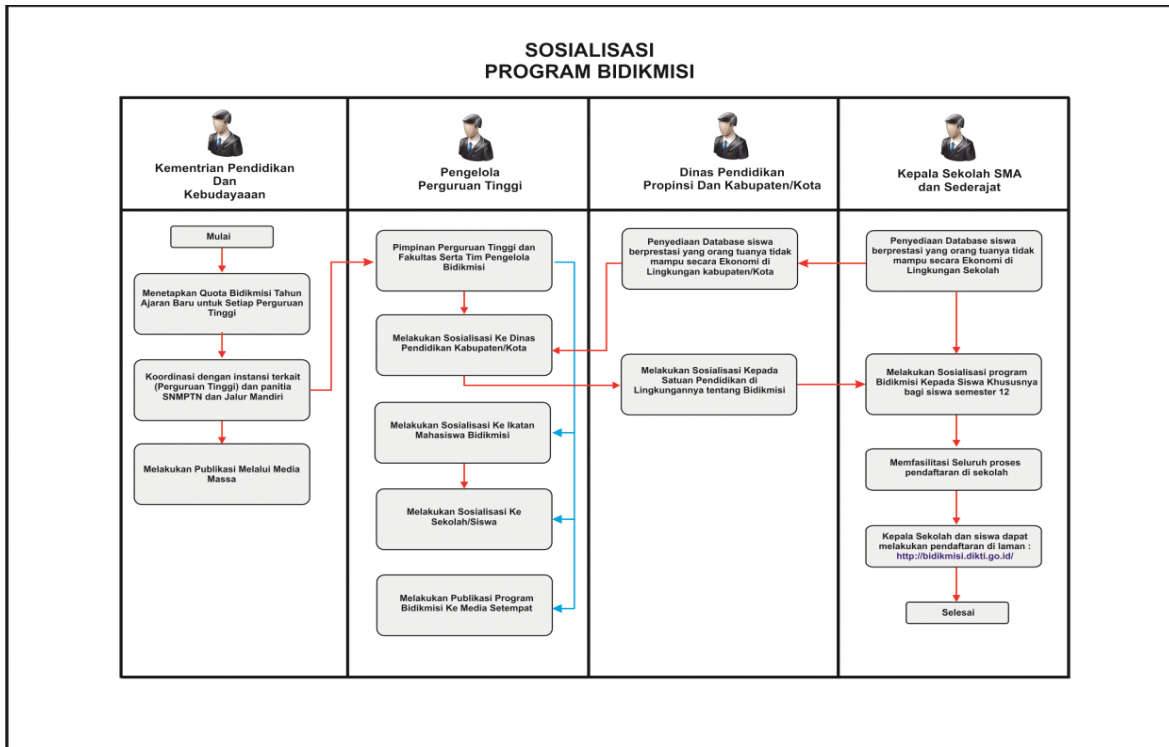 SOSIALISASI
PROGRAM BIDIKMISI
Kementrian Pendidikan
Dan
Kebudayaaan
Pengelola
Perguruan Tinggi
Dinas Pendidikan
Propinsi Dan Kabupaten/Kota
Kepala Sekolah SMA
dan Sederajat
Mulai
Menetapkan Quota Bidikmisi Tahun
Ajaran Baru untuk Setiap Perguruan
Tinggi
Koordinasi dengan instansi terkait
(Perguruan Tinggi) dan panitia
SNMPTN dan Jalur Mandiri
Melakukan Publikasi Melalui Media
Massa
Pimpinan Perguruan Tinggi dan
Fakultas Serta Tim Pengelola
Bidikmisi
Melakukan Sosialisasi Ke Dinas
Pendidikan Kabupaten/Kota
Melakukan Sosialisasi Ke Ikatan
Mahasiswa Bidikmisi
Melakukan Sosialisasi Ke
Sekolah/Siswa
Melakukan Publikasi Program
Bidikmisi Ke Media Setempat
Penyediaan Database siswa
berprestasi yang orang tuanya tidak
mampu secara Ekonomi di
Lingkungan kabupaten/Kota
Melakukan Sosialisasi Kepada
Satuan Pendidikan di
Lingkungannya tentang Bidikmisi
Penyediaan Database siswa
berprestasi yang orang tuanya tidak
mampu secara Ekonomi di
Lingkungan Sekolah
Melakukan Sosialisasi program
Bidikmisi Kepada Siswa Khususnya
bagi siswa semester 12
Memfasilitasi Seluruh proses
pendaftaran di sekolah
Kepala Sekolah dan siswa dapat
melakukan pendaftaran di laman :
http://bidikmisi.dikti.go.id/
Selesai